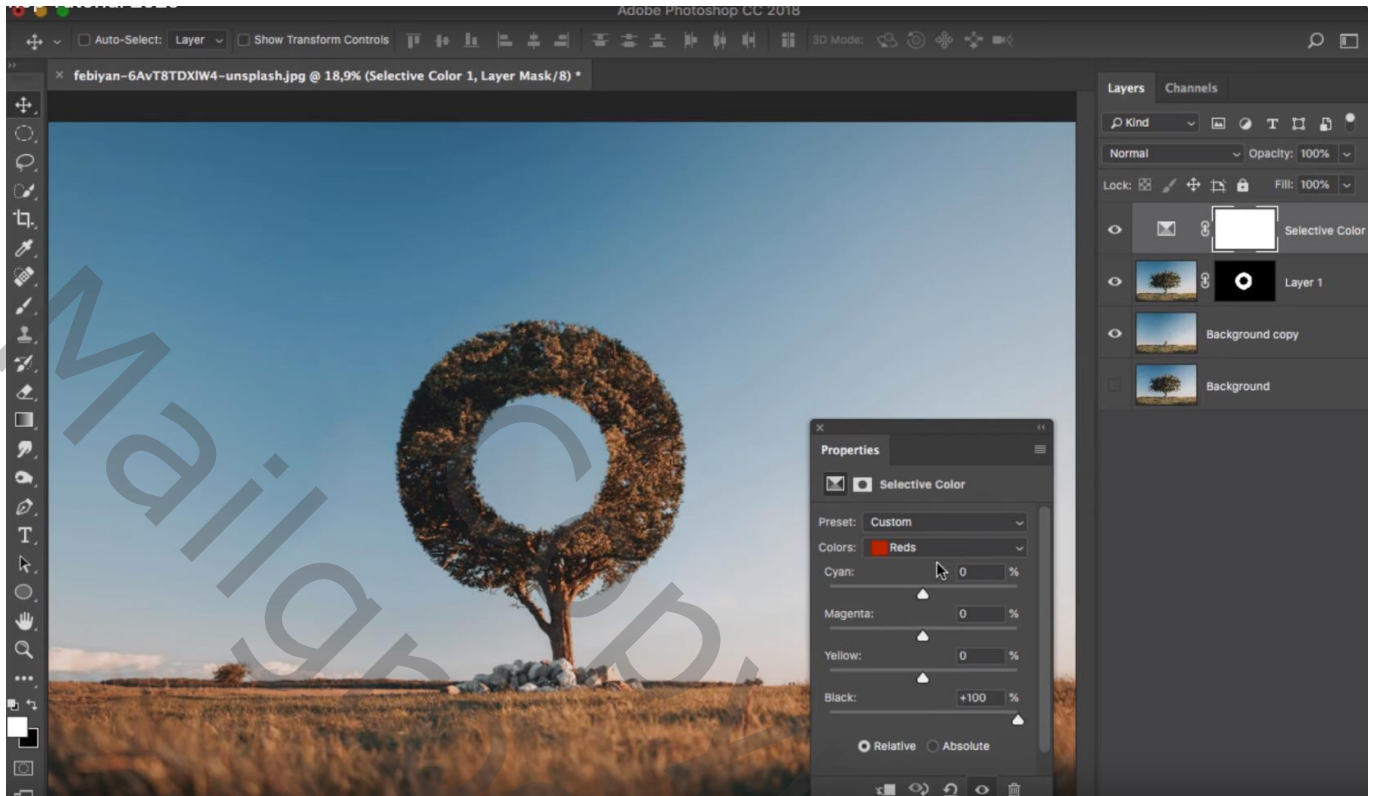 Adobe Photoshop CC 2018
Auto-Select: Layer Show Transform Controls 3D Mode:
× febiyan-6AvT8TDXlW4-unsplash.jpg @ 18,9% (Selective Color 1, Layer Mask/8) *
Layers Channels
Kind
Normal Opacity: 100%
Lock: Fill: 100%
Selective Color
Layer 1
Background copy
Background
Properties
Selective Color
Preset: Custom
Colors: Reds
Cyan: 0 %
Magenta: 0 %
Yellow: 0 %
Black: +100 %
Relative Absolute